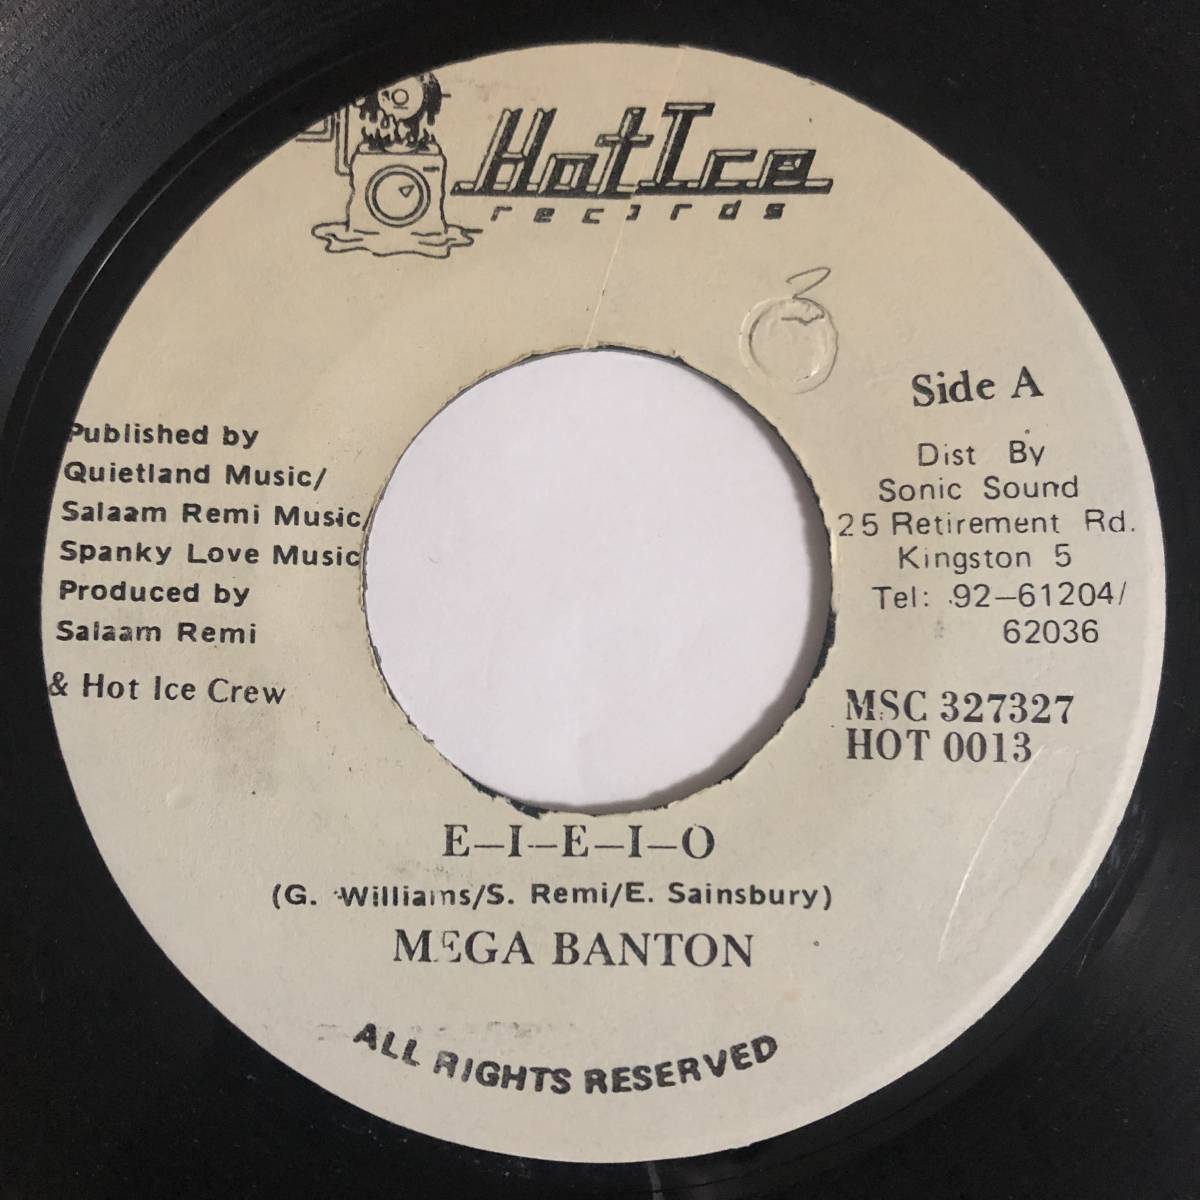 Hot Ice
records
3
Side A
Dist By
Sonic Sound
25 Retirement Rd.
Kingston 5
Tel: 92-61204/
62036
MSC 327327
HOT 0013
Published by
Quietland Music/
Salaam Remi Music/
Spanky Love Music
Produced by
Salaam Remi
& Hot Ice Crew
E-I-E-I-O
(G. Williams/S. Remi/E. Sainsbury)
MEGA BANTON
ALL RIGHTS RESERVED